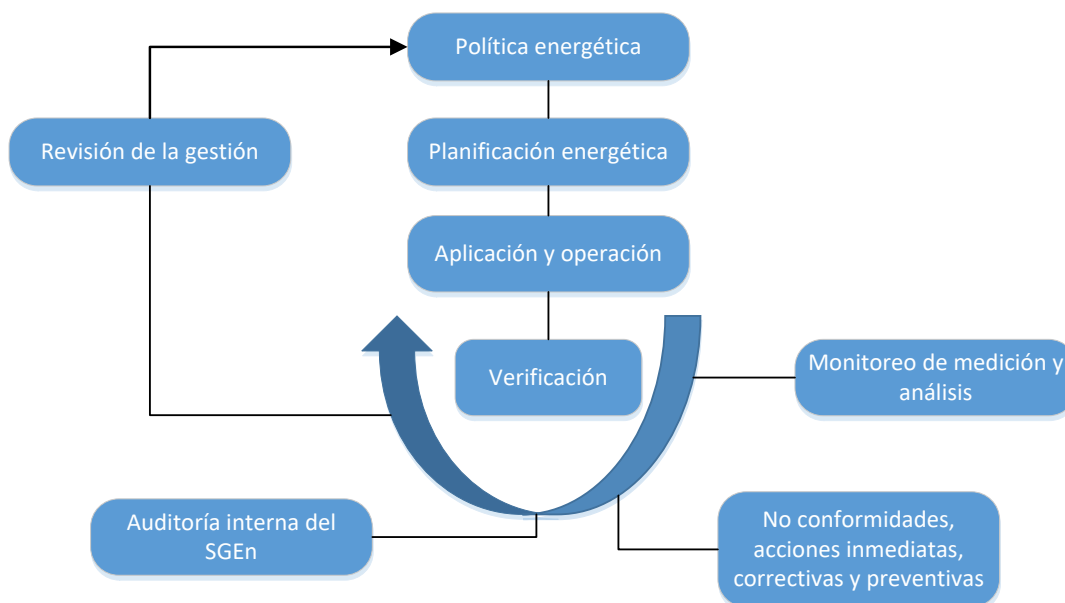 Política energética
Revisión de la gestión
Planificación energética
Aplicación y operación
Verificación
Monitoreo de medición y
análisis
Auditoría interna del
SGEn
No conformidades,
acciones inmediatas,
correctivas y preventivas